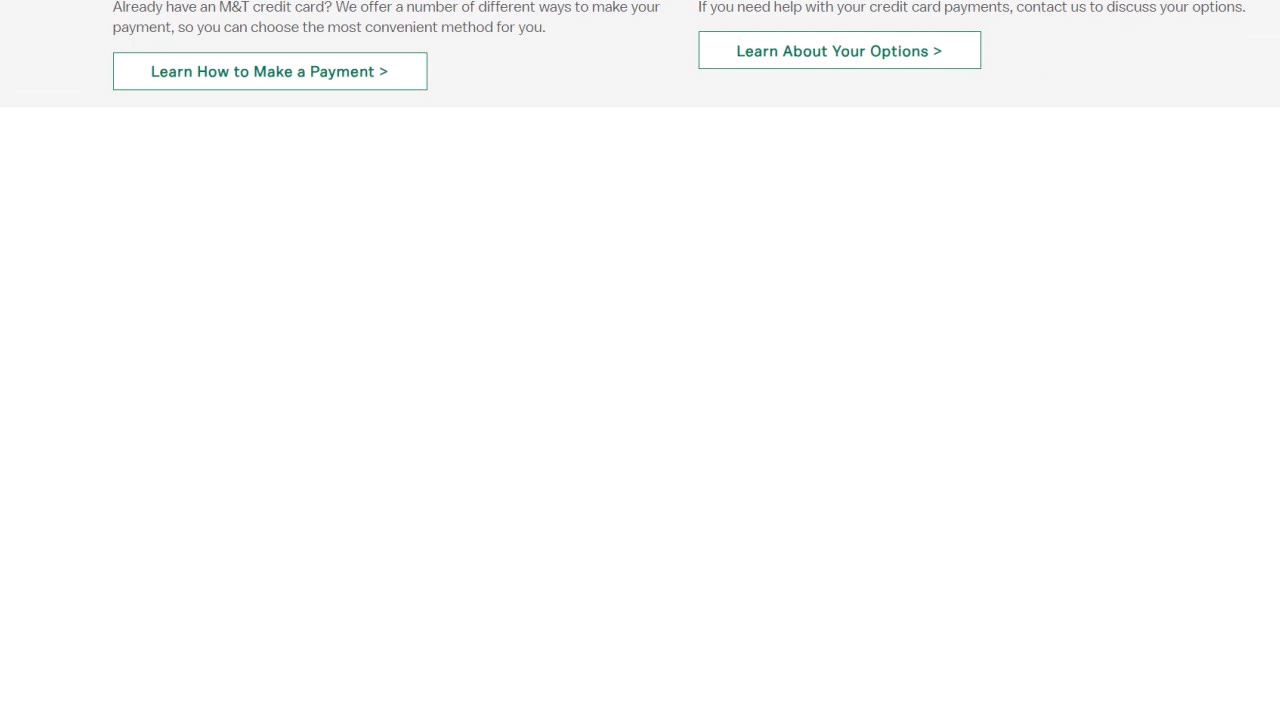 Already have an M&T credit card? We offer a number of different ways to make your
payment, so you can choose the most convenient method for you.
Learn How to Make a Payment >
If you need help with your credit card payments, contact us to discuss your options.
Learn About Your Options >